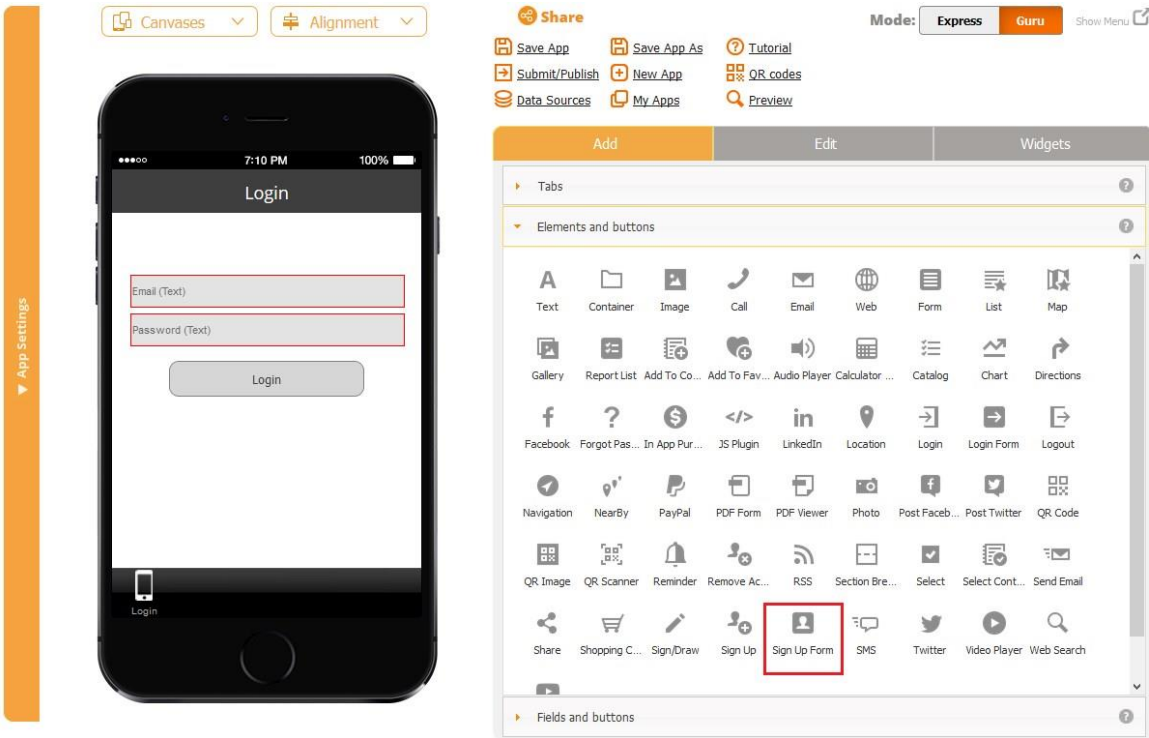 Canvases
Alignment
Share
Mode:
Express
Guru
Show Menu
Save App
Save App As
Tutorial
Submit/Publish
New App
QR codes
Data Sources
My Apps
Preview
App Settings
7:10 PM
100%
Login
Email (Text)
Password (Text)
Login
Login
Add
Edit
Widgets
Tabs
Elements and buttons
Text
Container
Image
Call
Email
Web
Form
List
Map
Gallery
Report List
Add To Co...
Add To Fav...
Audio Player
Calculator ...
Catalog
Chart
Directions
Facebook
Forgot Pas...
In App Pur...
JS Plugin
LinkedIn
Location
Login
Login Form
Logout
Navigation
NearBy
PayPal
PDF Form
PDF Viewer
Photo
Post Faceb...
Post Twitter
QR Code
QR Image
QR Scanner
Reminder
Remove Ac...
RSS
Section Bre...
Select
Select Cont...
Send Email
Share
Shopping C...
Sign/Draw
Sign Up
Sign Up Form
SMS
Twitter
Video Player
Web Search
Fields and buttons